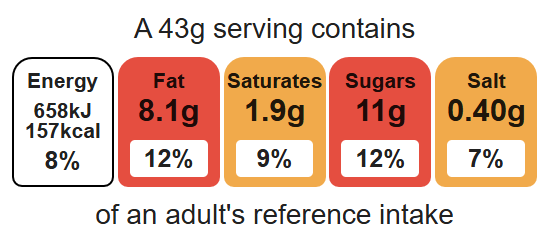 A 43g serving contains
Energy
658kJ
157kcal
8%
Fat
8.1g
12%
Saturates
1.9g
9%
Sugars
11g
12%
Salt
0.40g
7%
of an adult's reference intake